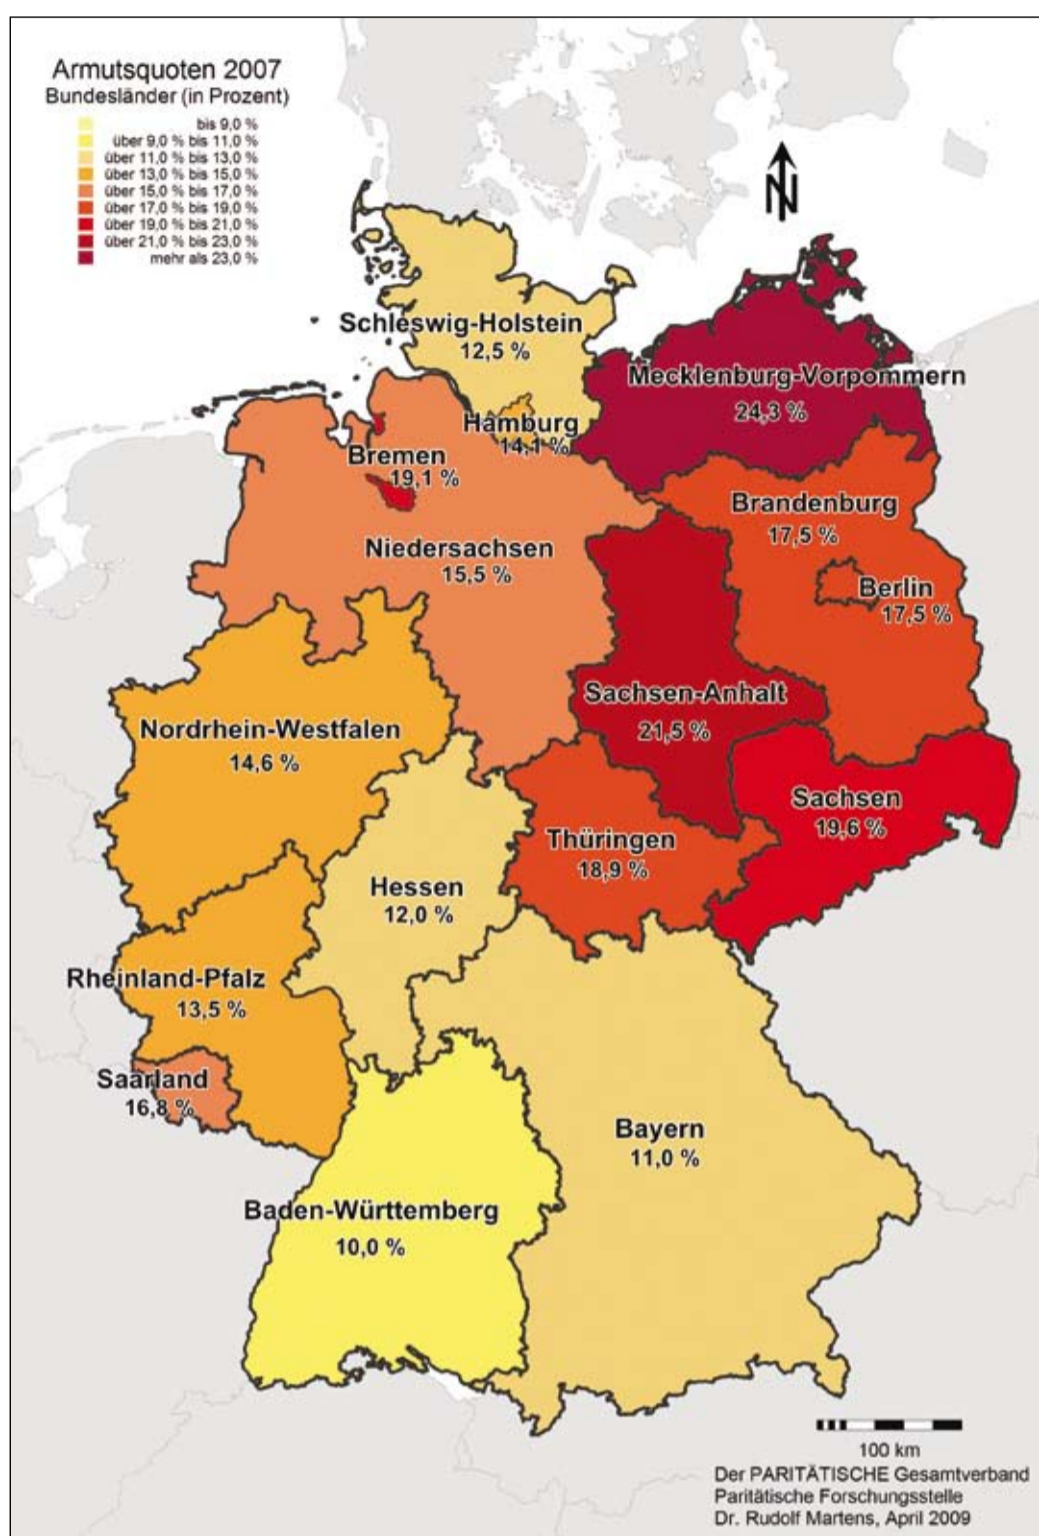 Armutsquoten 2007
Bundesländer (in Prozent)
bis 9,0 %
über 9,0 % bis 11,0 %
über 11,0 % bis 13,0 %
über 13,0 % bis 15,0 %
über 15,0 % bis 17,0 %
über 17,0 % bis 19,0 %
über 19,0 % bis 21,0 %
über 21,0 % bis 23,0 %
mehr als 23,0 %
N
Schleswig-Holstein
12,5 %
Mecklenburg-Vorpommern
24,3 %
Hamburg
14,1 %
Bremen
19,1 %
Brandenburg
17,5 %
Niedersachsen
15,5 %
Berlin
17,5 %
Sachsen-Anhalt
21,5 %
Nordrhein-Westfalen
14,6 %
Sachsen
19,6 %
Thüringen
18,9 %
Hessen
12,0 %
Rheinland-Pfalz
13,5 %
Saarland
16,8 %
Bayern
11,0 %
Baden-Württemberg
10,0 %
100 km
Der PARITÄTISCHE Gesamtverband
Paritätische Forschungsstelle
Dr. Rudolf Martens, April 2009